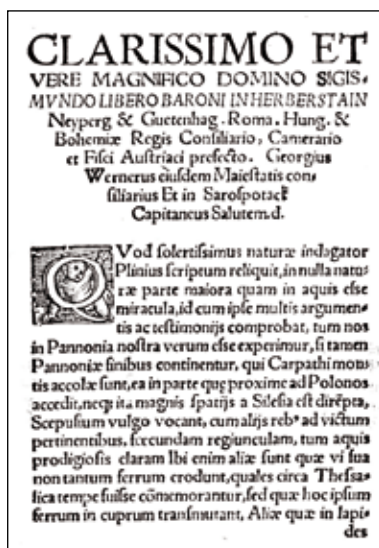 CLARISSIMO ET
VERE MAGNIFICO DOMINO SIGIS-
MVNDO LIBERO BARONI IN HERBERSTAIN
Neyperg & Guetenhag. Roma. Hung. &
Bohemiæ Regis Consiliario, Camerario
et Fisci Austriaci præfecto. Georgius
Wernerus eiusdem Maiestatis con
siliarius Et in Sarospotack
Capitaneus Salutem.d.
QVod solertissimus naturæ indagator
Plinius scriptum reliquit, in nulla natu
ræ parte maiora quam in aquis esse
miracula, id cum ipse multis argumen
tis ac testimonijs comprobat, tum nos
in Pannonia nostra verum esse experimur, si tamen
Pannoniæ finibus continentur, qui Carpathi mon
tis accolæ sunt, ea in parte quę proxime ad Polonos
accedit, neqʒ ita magnis spatijs a Silesia est dirēpta,
Scepusium vulgo vocant, cum alijs rebʹ ad victum
pertinentibus, fœcundam regiunculam, tum aquis
prodigiosis claram Ibi enim aliæ sunt quæ vi sua
non tantum ferrum erodunt, quales circa Thessa-
lica tempe fuisse cōmemorantur, sed quæ hoc ipsum
ferrum in cuprum transmutant, Aliæ quæ in lapi
des